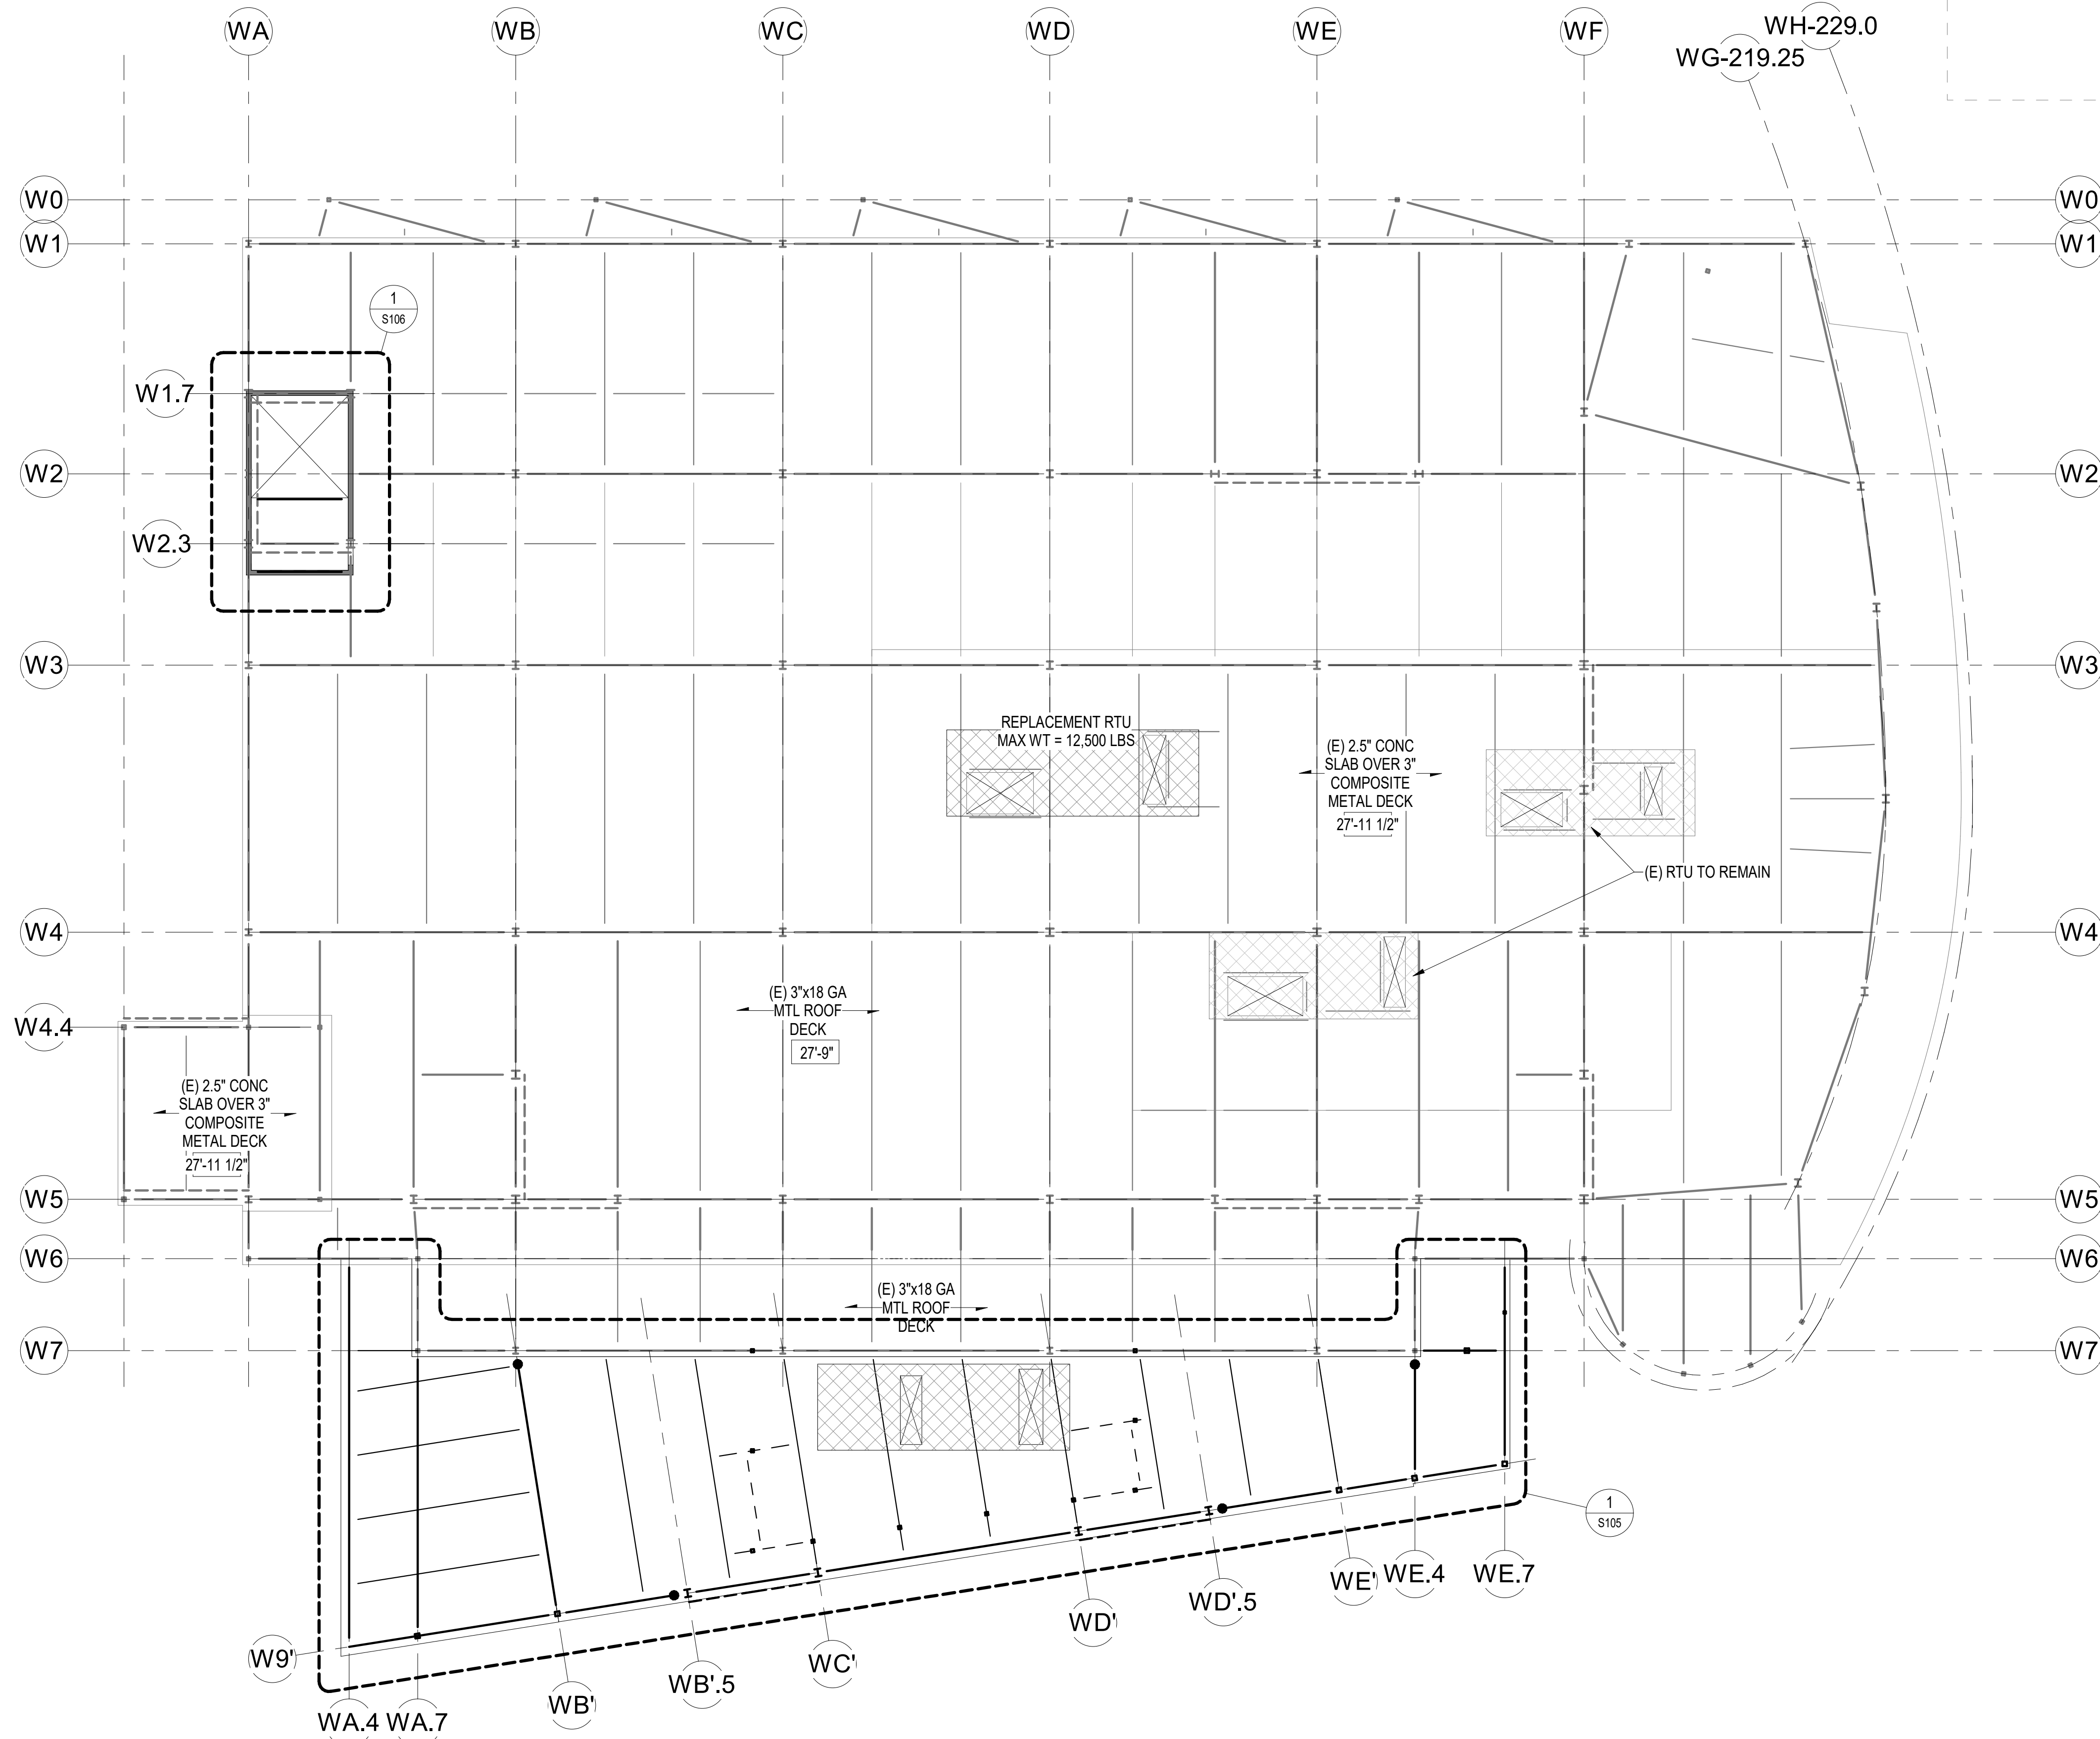 WA
WB
WC
WD
WE
WF
WG-219.25
WH-229.0
W0
W0
W1
W1
1
S106
W1.7
W2
W2
W2.3
W3
W3
REPLACEMENT RTU
MAX WT = 12,500 LBS
(E) 2.5" CONC
SLAB OVER 3"
COMPOSITE
METAL DECK
27'-11 1/2"
(E) RTU TO REMAIN
W4
W4
(E) 3"x18 GA
MTL ROOF
DECK
27'-9"
W4.4
(E) 2.5" CONC
SLAB OVER 3"
COMPOSITE
METAL DECK
27'-11 1/2"
W5
W5
W6
W6
(E) 3"x18 GA
MTL ROOF
DECK
W7
W7
1
S105
WE.4
WE.7
WE'
WD'.5
WD'
WC'
W9'
WB'.5
WB'
WA.4
WA.7